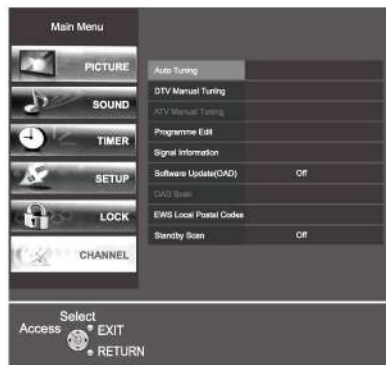 Main Menu
PICTURE
SOUND
TIMER
SETUP
LOCK
CHANNEL
Auto Tuning
DTV Manual Tuning
ATV Manual Tuning
Programme Edit
Signal Information
Software Update(OAD) Off
OAD Scan
EWS Local Postal Codes
Standby Scan Off
Select
Access
EXIT
RETURN